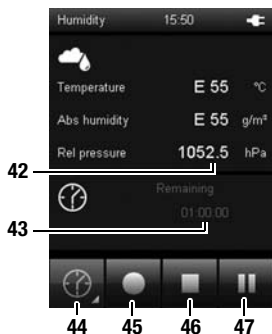 Humidity 15:50
Temperature E 55 °C
Abs humidity E 55 g/m³
Rel pressure 1052.5 hPa
42
Remaining
01:00:00
43
44 45 46 47